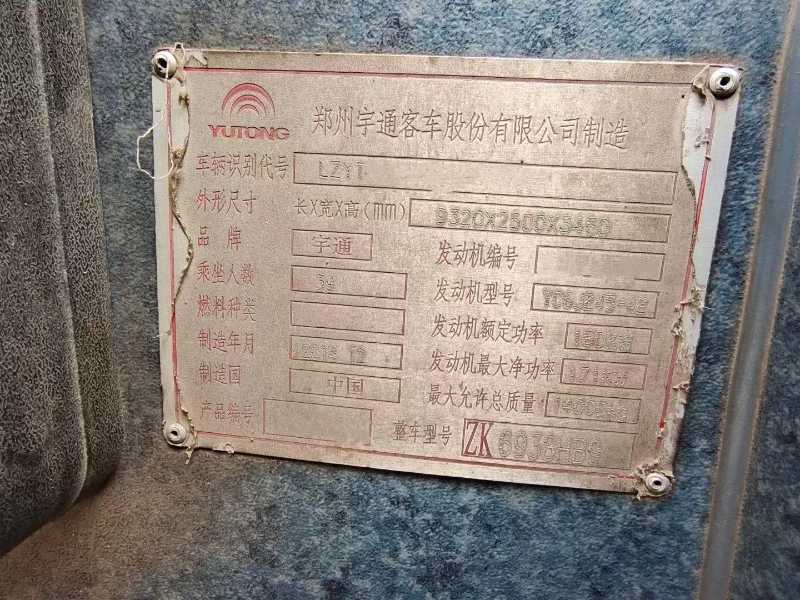 YUTONG
郑州宇通客车股份有限公司制造
车辆识别代号 LZYT
外形尺寸 长X宽X高(mm) 9320X2500X3460
品牌 宇通
发动机编号
乘坐人数
发动机型号
燃料种类
发动机额定功率
制造年月
发动机最大净功率
制造国 中国
最大允许总质量
产品编号
整车型号 ZK 6938HB9